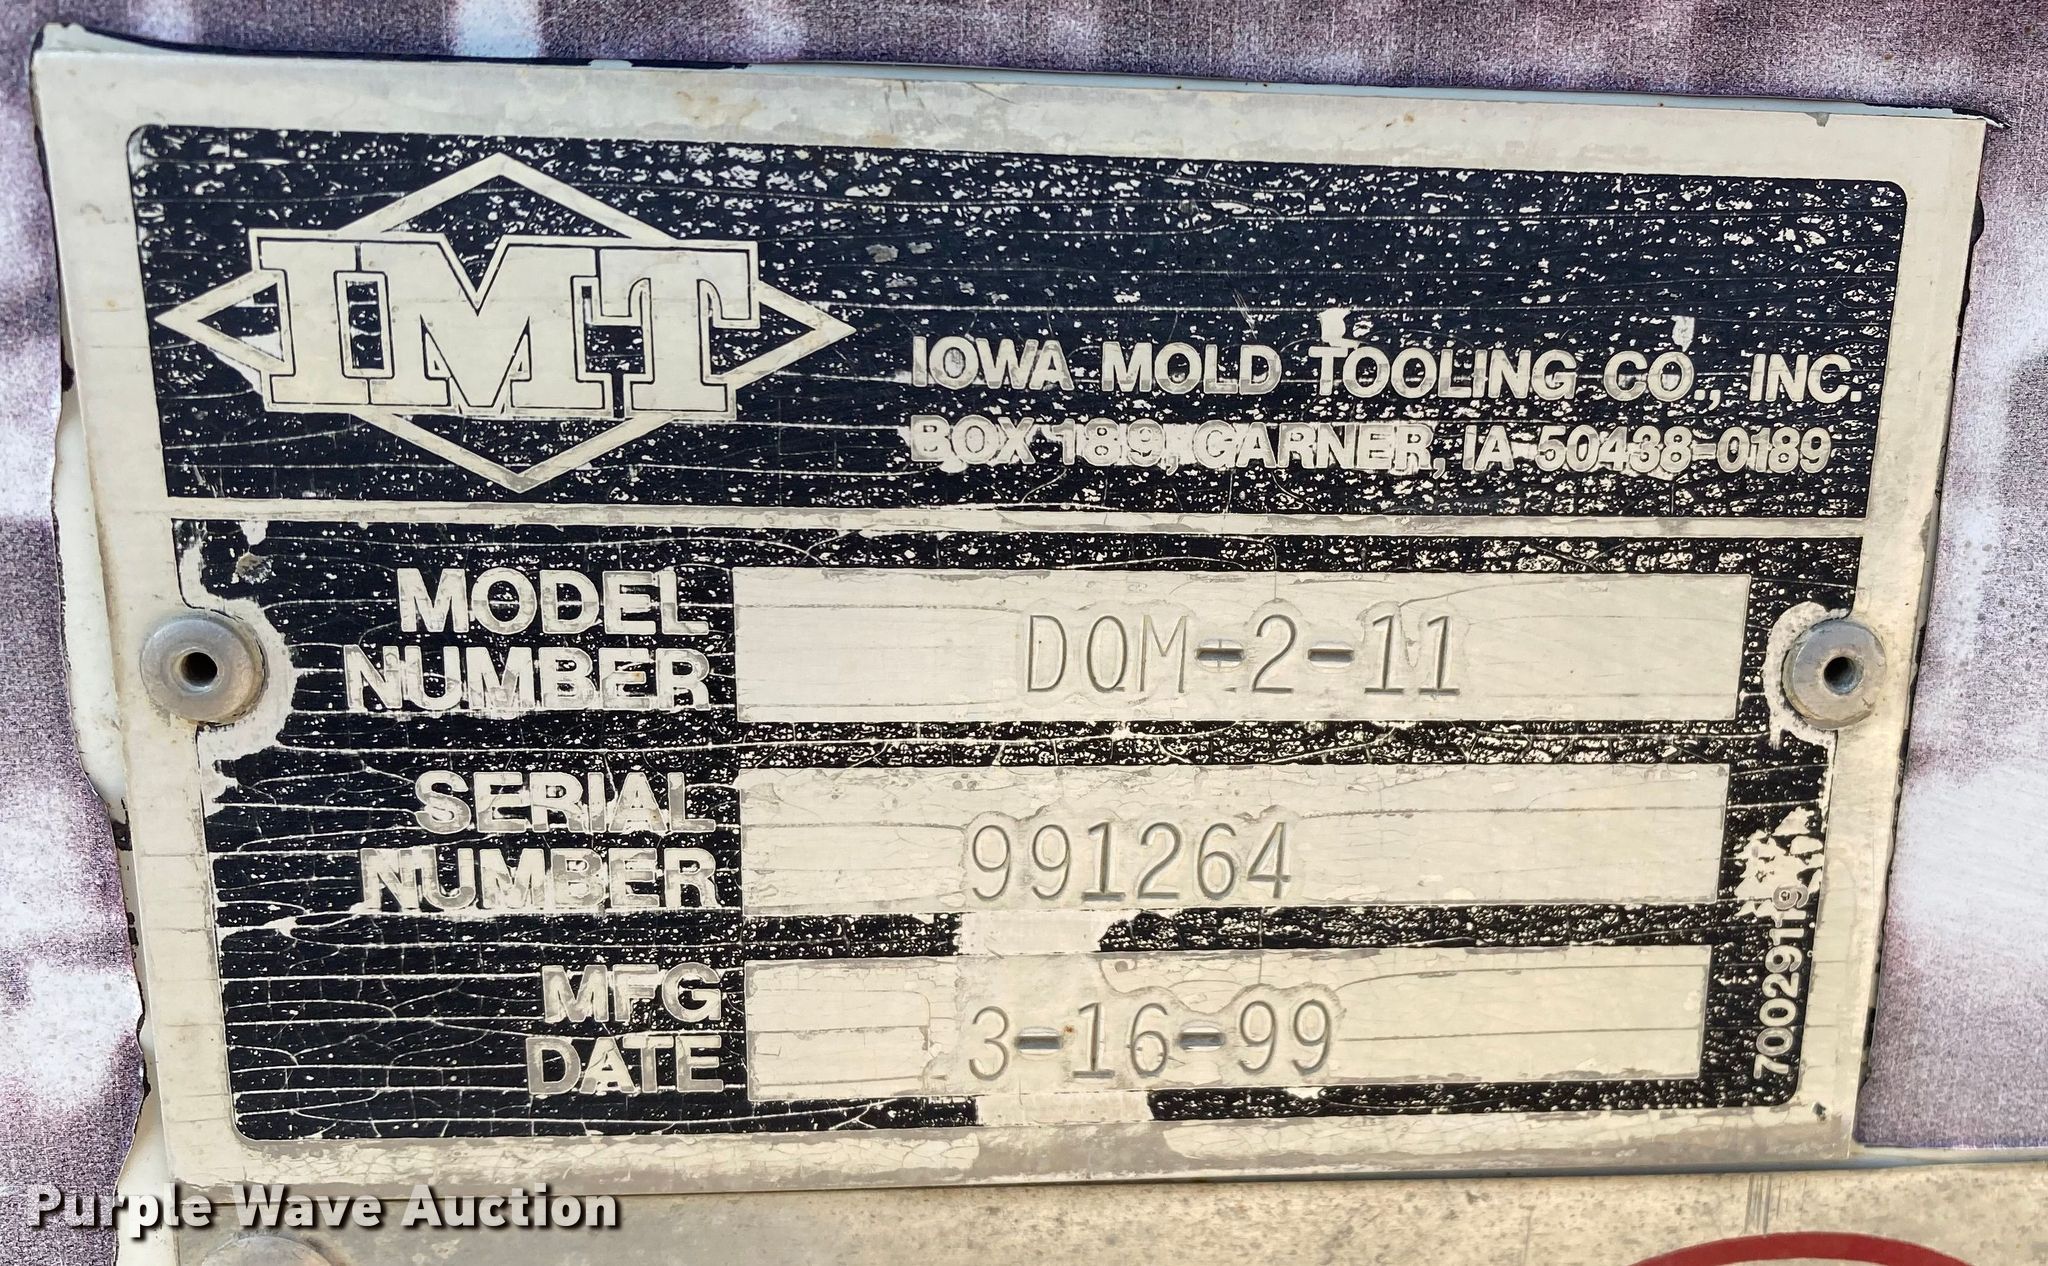 IMT
IOWA MOLD TOOLING CO., INC.
BOX 189, GARNER, IA 50438-0189
MODEL
NUMBER
DOM-2-11
SERIAL
NUMBER
991264
MFG
DATE
3-16-99
70029119
Purple Wave Auction